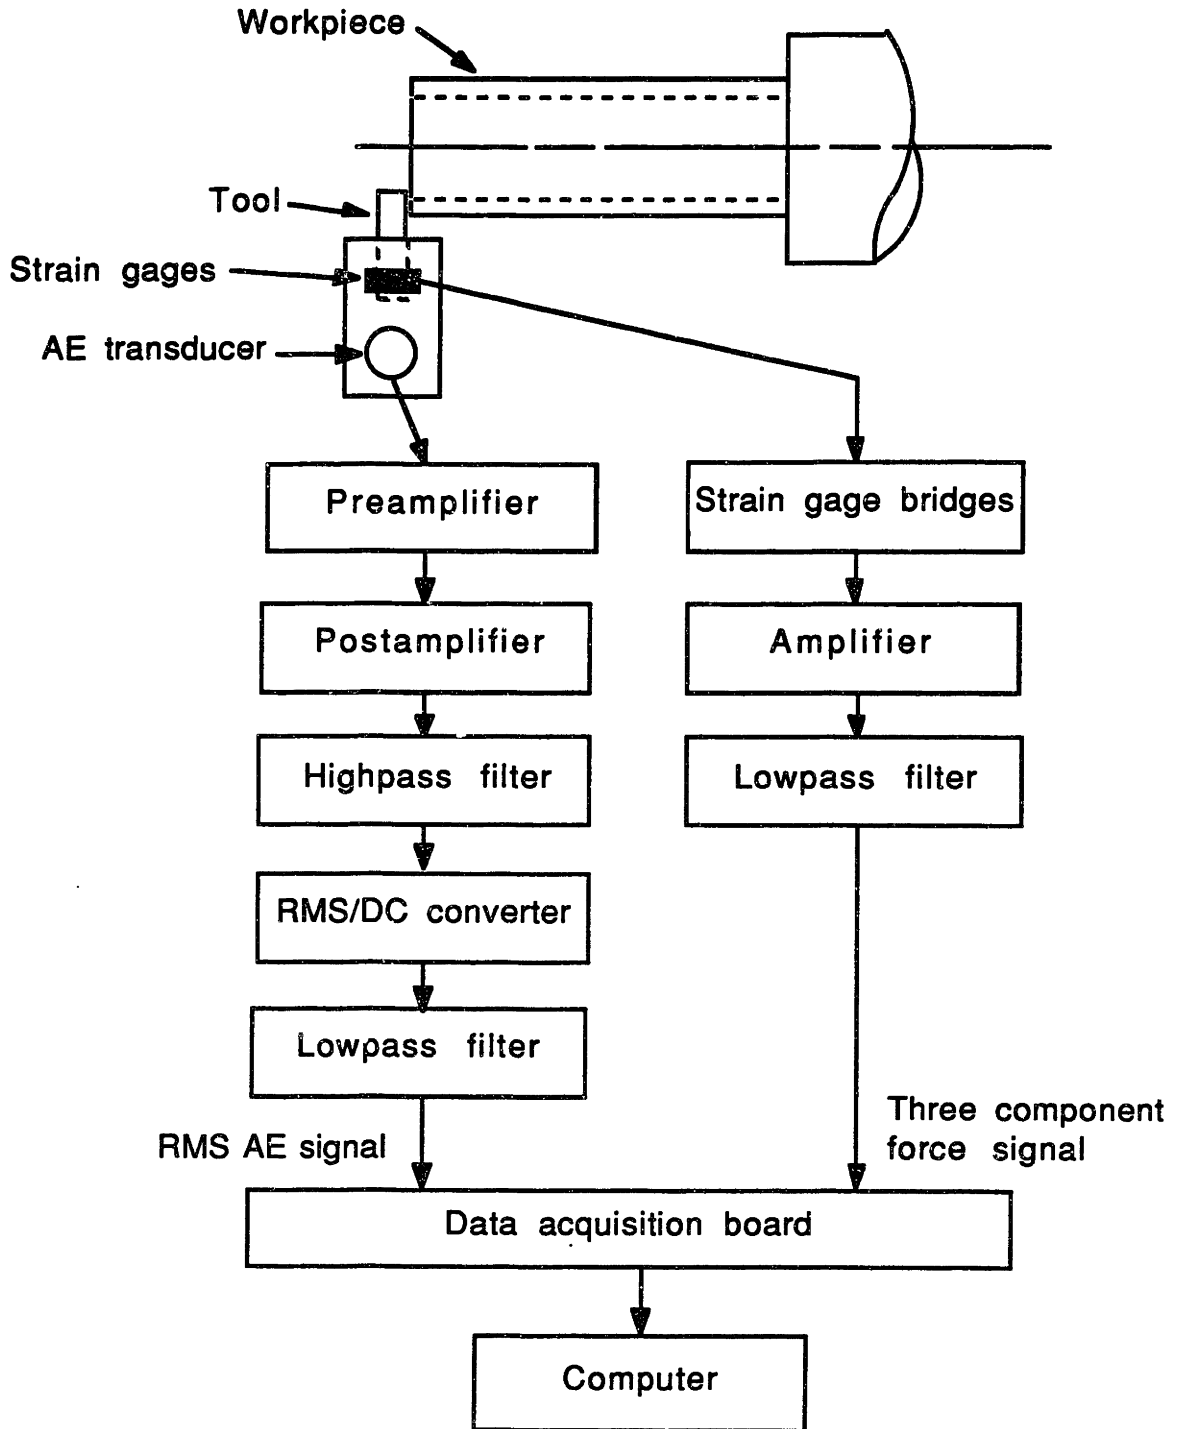 Workpiece
Tool
Strain gages
AE transducer
Preamplifier
Strain gage bridges
Postamplifier
Amplifier
Highpass filter
Lowpass filter
RMS/DC converter
Lowpass filter
RMS AE signal
Three component
force signal
Data acquisition board
Computer